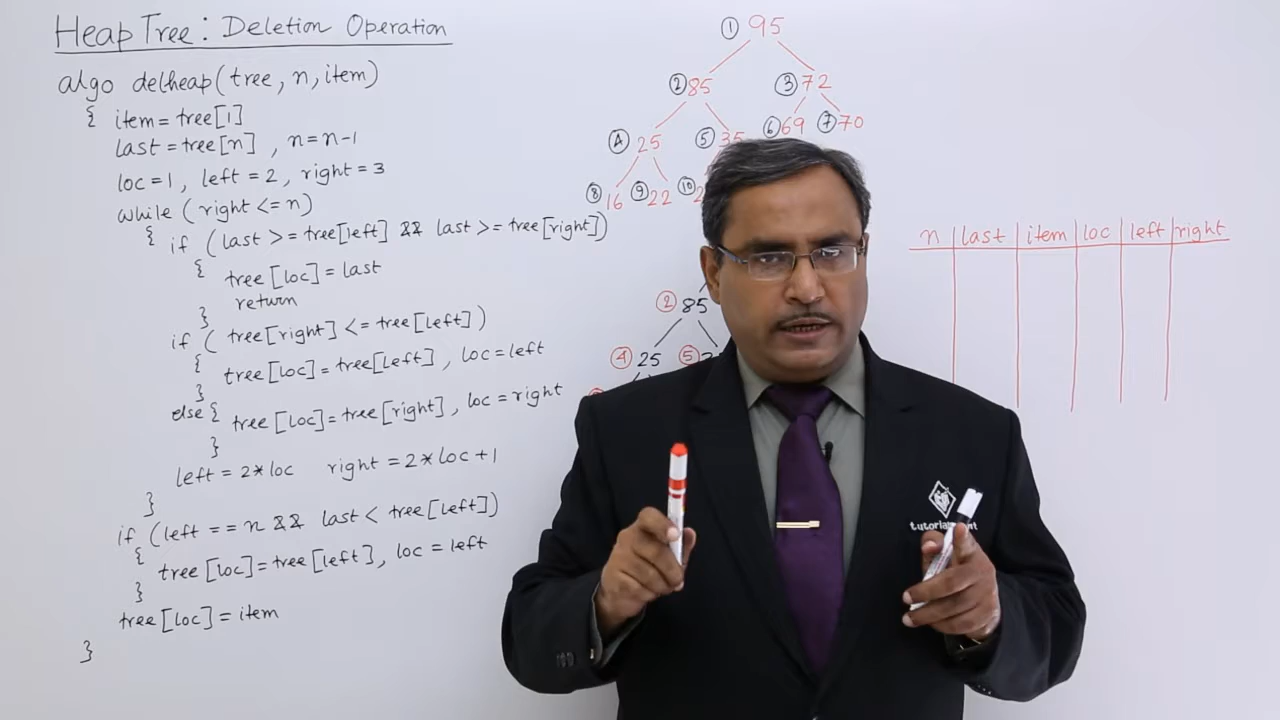 Heap Tree: Deletion Operation
algo delheap(tree, n, item)
{ item = tree[1]
last = tree[n] , n = n-1
loc = 1, left = 2, right = 3
while (right <= n)
{ if (last >= tree[left] && last >= tree[right])
{ tree [loc] = last
return
}
if ( tree[right] <= tree[left])
{ tree [loc] = tree[left], loc = left
}
else { tree [loc] = tree[right], loc = right
}
left = 2*loc right = 2*loc+1
}
if (left == n && last < tree[left])
{ tree[loc] = tree [left], loc = left
}
tree [loc] = item
}
1 95
2 85 3 72
4 25 5 35 6 69 7 70
8 16 9 22 10
2 85
4 25 5
n last item loc left right